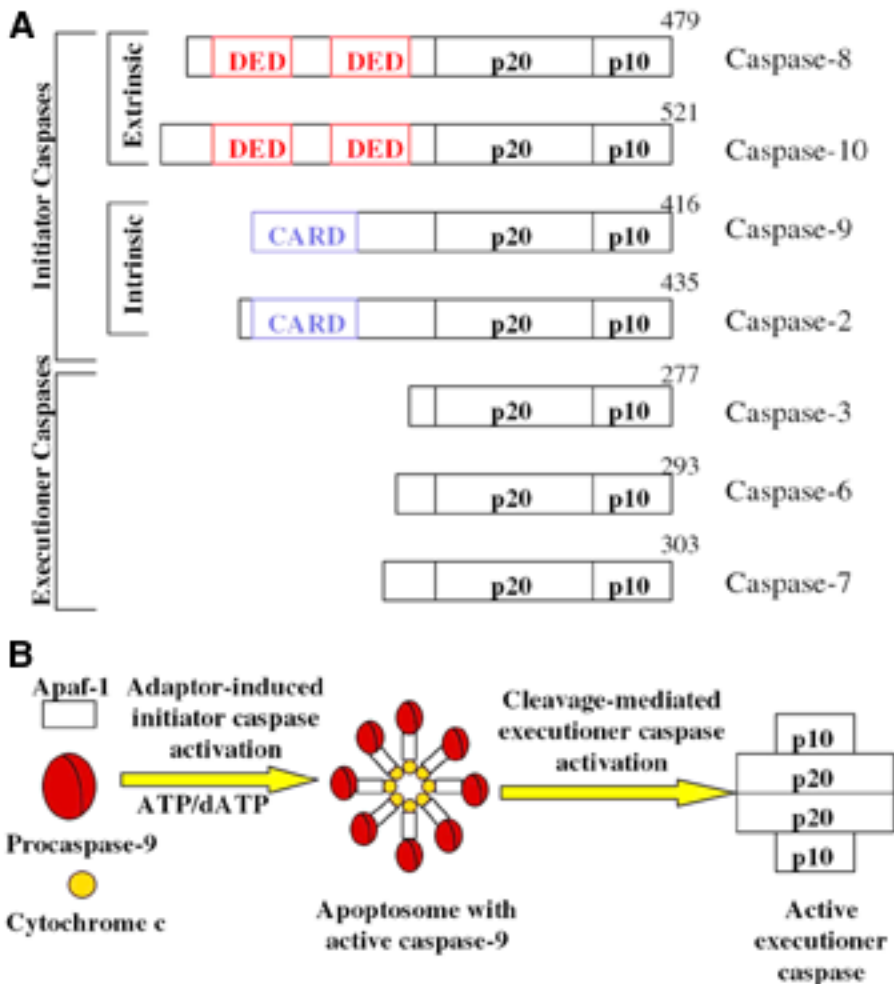 A
Initiator Caspases
Extrinsic
479
DED DED p20 p10 Caspase-8
521
DED DED p20 p10 Caspase-10
Intrinsic
416
CARD p20 p10 Caspase-9
435
CARD p20 p10 Caspase-2
Executioner Caspases
277
p20 p10 Caspase-3
293
p20 p10 Caspase-6
303
p20 p10 Caspase-7
B
Apaf-1
Procaspase-9
Cytochrome c
Adaptor-induced
initiator caspase
activation
ATP/dATP
Apoptosome with
active caspase-9
Cleavage-mediated
executioner caspase
activation
p10
p20
p20
p10
Active
executioner
caspase